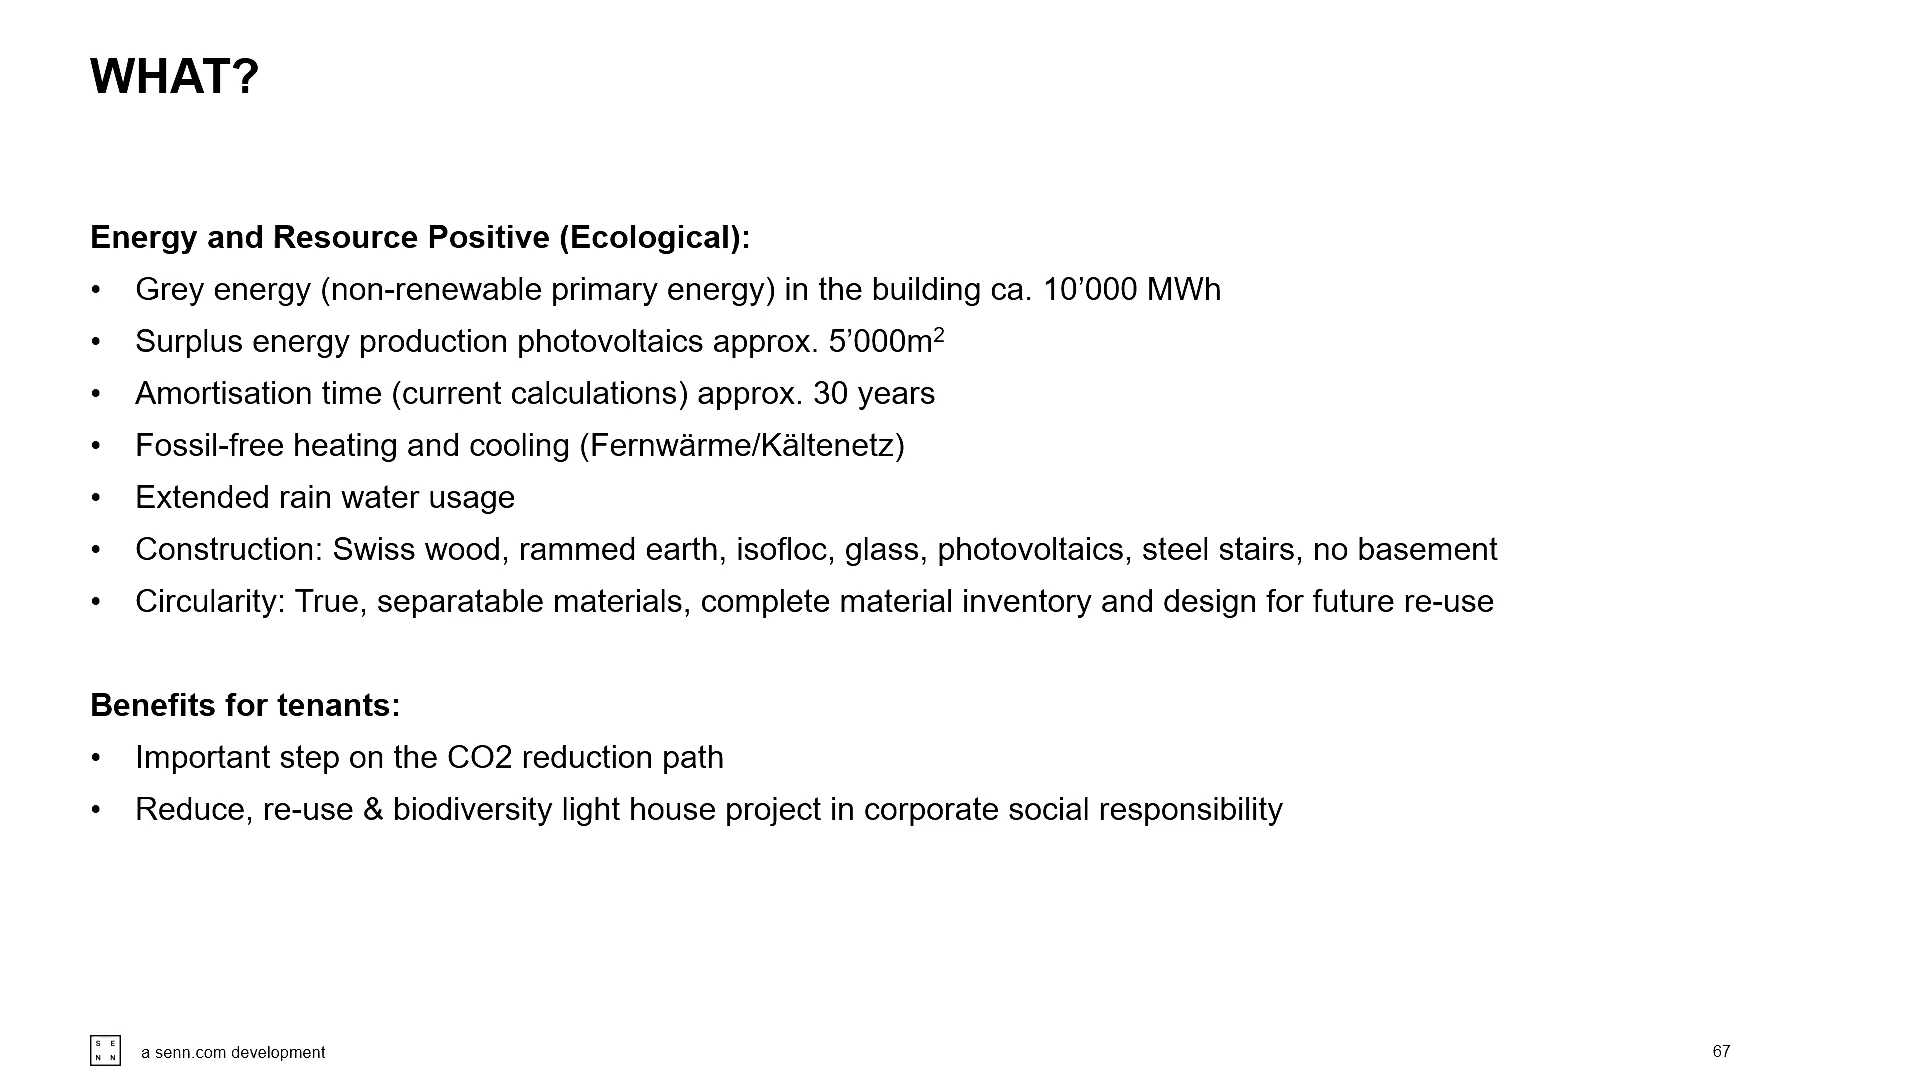 WHAT?
Energy and Resource Positive (Ecological):
• Grey energy (non-renewable primary energy) in the building ca. 10’000 MWh
• Surplus energy production photovoltaics approx. 5’000m²
• Amortisation time (current calculations) approx. 30 years
• Fossil-free heating and cooling (Fernwärme/Kältenetz)
• Extended rain water usage
• Construction: Swiss wood, rammed earth, isofloc, glass, photovoltaics, steel stairs, no basement
• Circularity: True, separatable materials, complete material inventory and design for future re-use
Benefits for tenants:
• Important step on the CO2 reduction path
• Reduce, re-use & biodiversity light house project in corporate social responsibility
S E
N N
a senn.com development
67